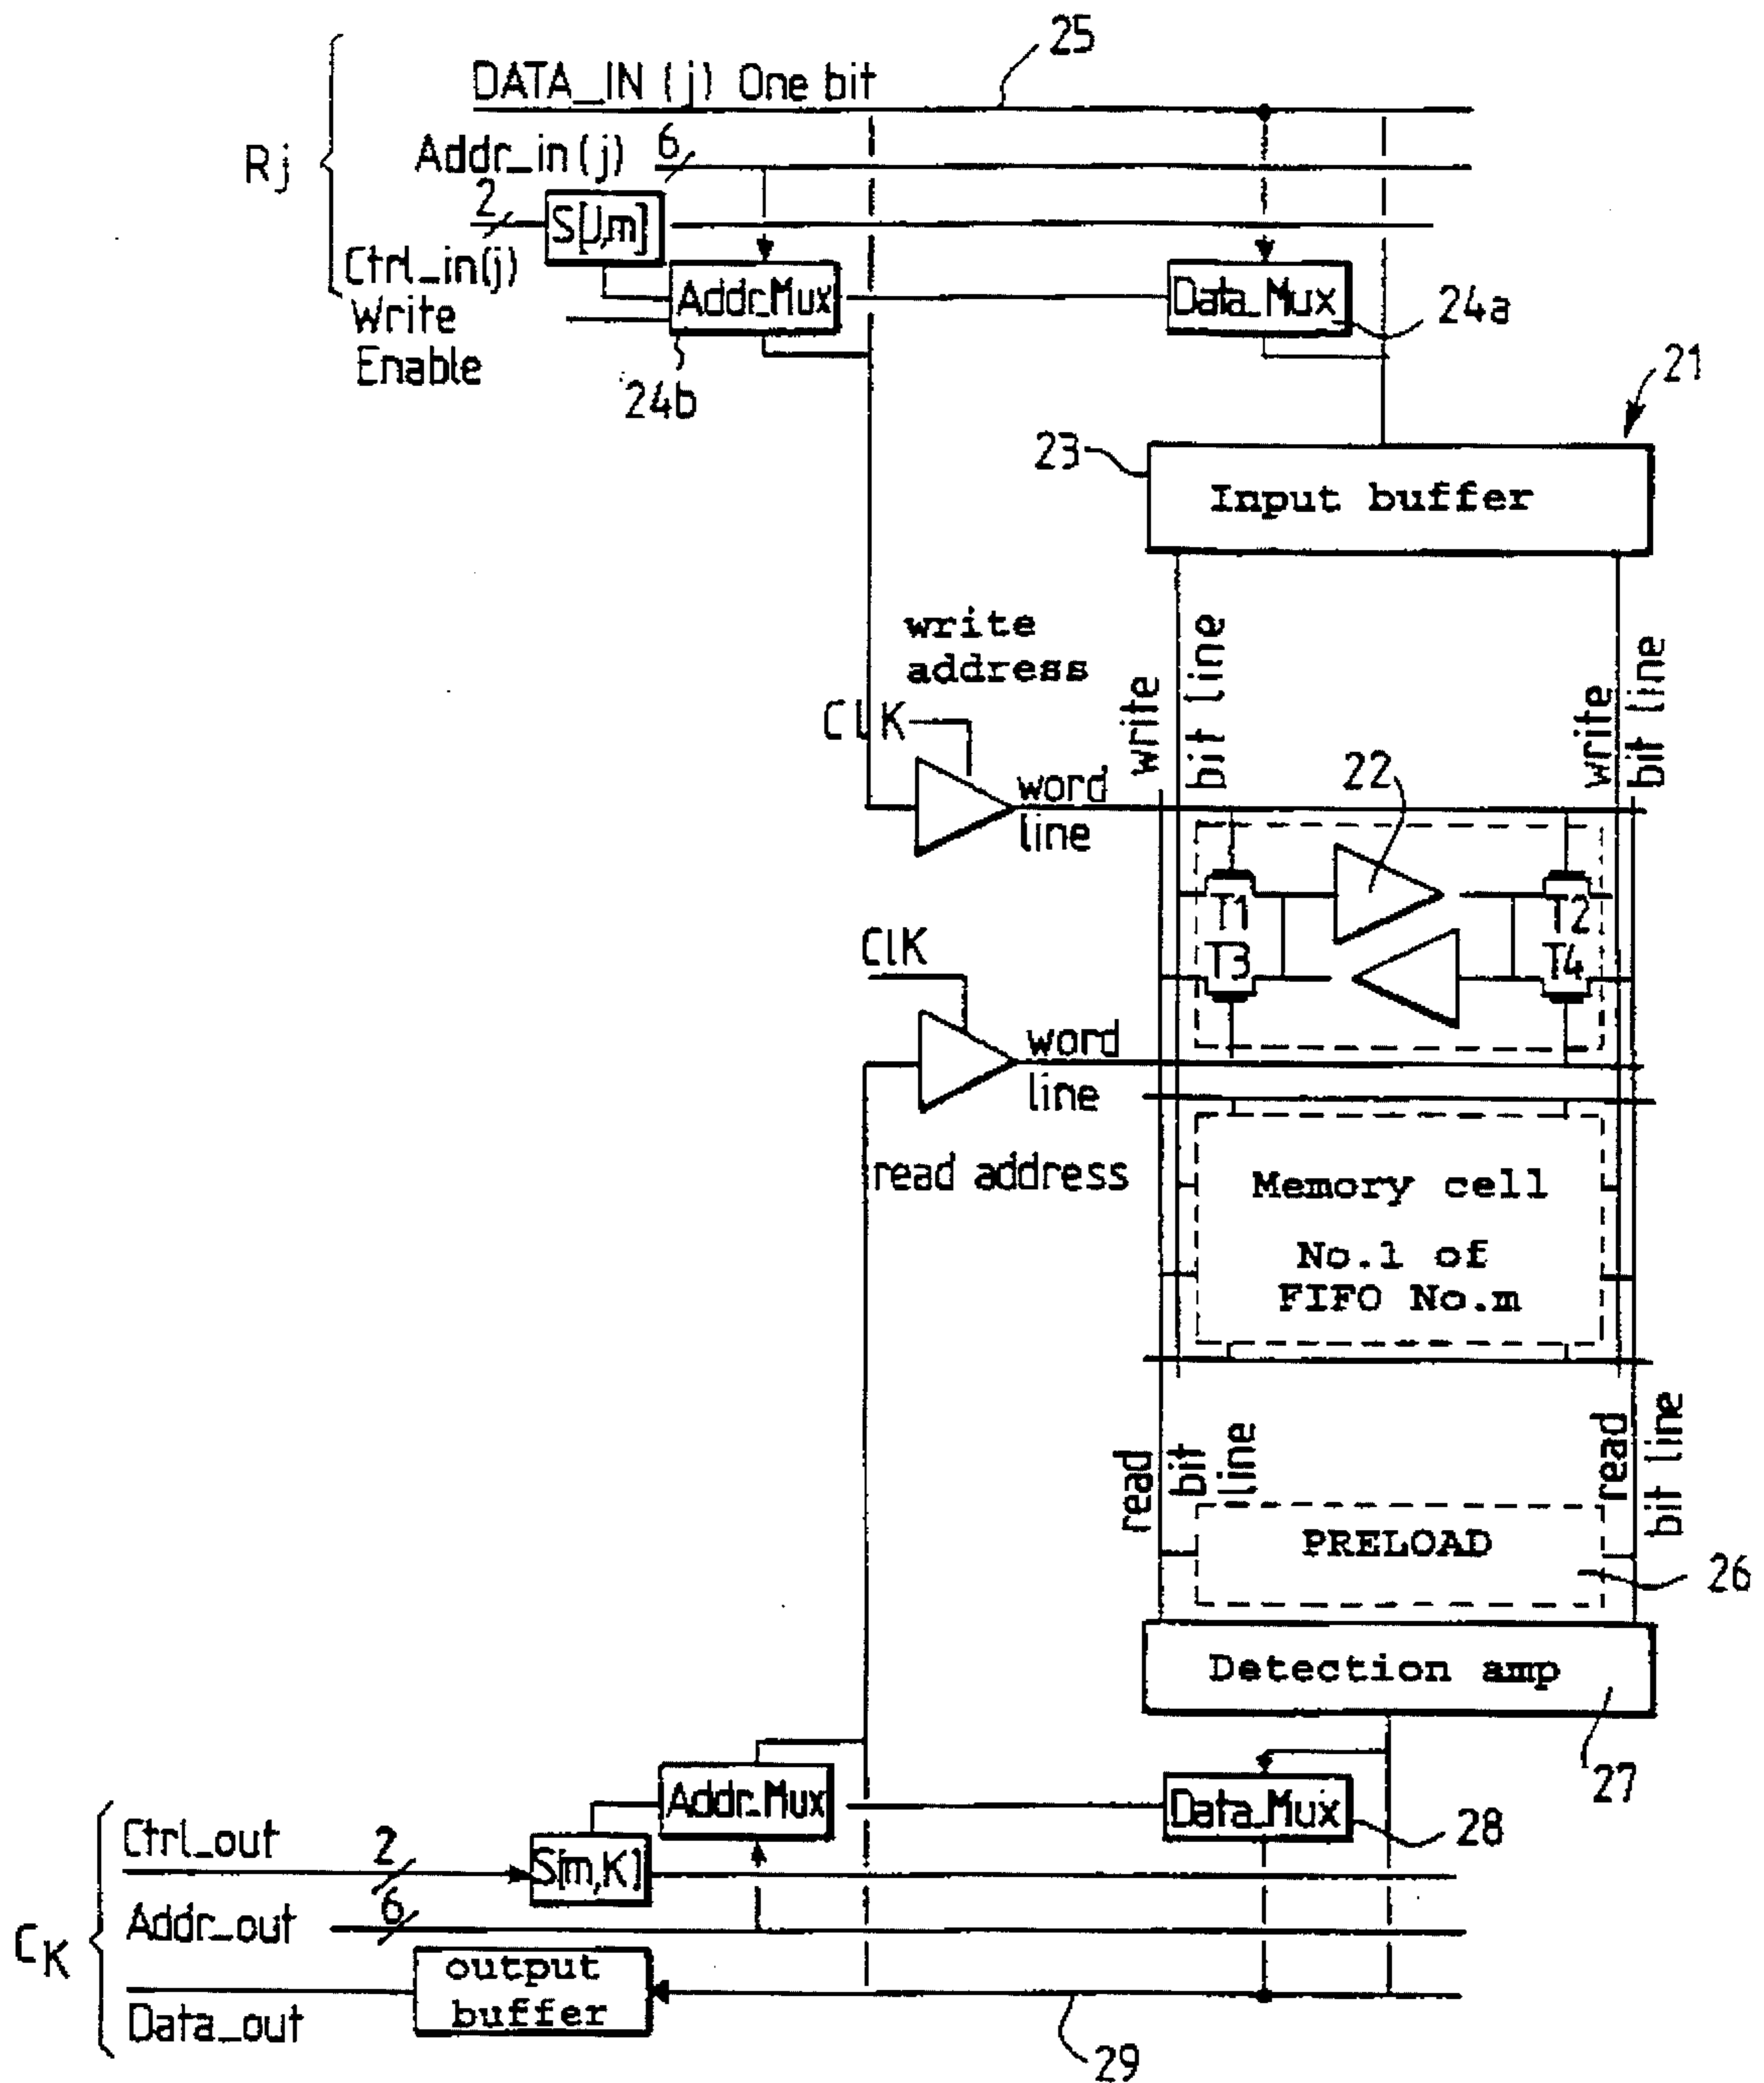 25
DATA_IN (j) One bit
Addr_in(j) 6
Rj
2
S[J,m]
Ctrl_in(j)
Addr_Mux
Data_Mux
24a
Write
Enable
24b
21
23
Input buffer
write
address
write
bit line
write
bit line
ClK
word
line
22
T1
T2
T3
T4
ClK
word
line
read address
Memory cell
No.1 of
FIFO No.m
read
bit
line
read
bit line
PRELOAD
26
Detection amp
27
Addr_Mux
Data_Mux
28
Ctrl_out
2
S[m,K]
CK
Addr_out
6
output
buffer
Data_out
29